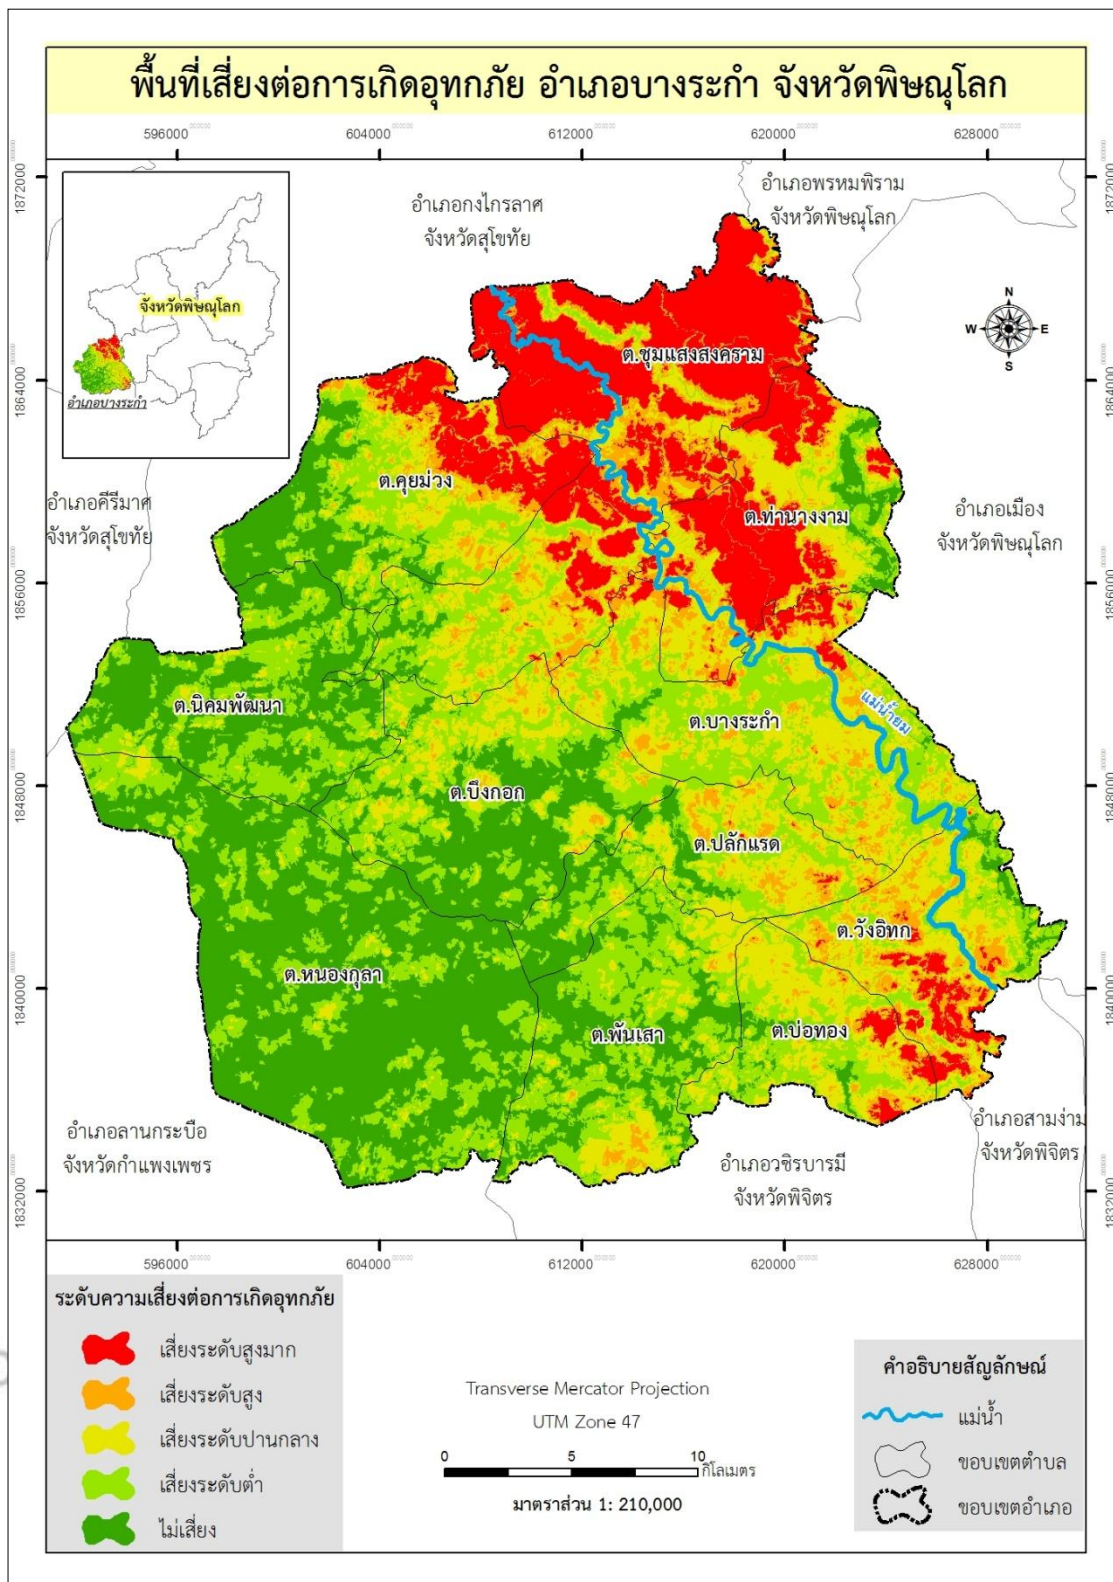 พื้นที่เสี่ยงต่อการเกิดอุทกภัย อำเภอบางระกำ จังหวัดพิษณุโลก
596000 604000 612000 620000 628000
1872000
1864000
1856000
1848000
1840000
1832000
1872000
1864000
1856000
1848000
1840000
1832000
จังหวัดพิษณุโลก
อำเภอบางระกำ
อำเภอกงไกรลาศ
จังหวัดสุโขทัย
อำเภอพรหมพิราม
จังหวัดพิษณุโลก
N
W E
S
ต.ชุมแสงสงคราม
ต.คุยม่วง
อำเภอคีรีมาศ
จังหวัดสุโขทัย
ต.ท่านางงาม
อำเภอเมือง
จังหวัดพิษณุโลก
ต.นิคมพัฒนา
ต.บางระกำ
แม่น้ำยม
ต.บึงกอก
ต.ปลักแรด
ต.วังอิทก
ต.หนองกุลา
ต.พันเสา
ต.บ่อทอง
อำเภอลานกระบือ
จังหวัดกำแพงเพชร
อำเภอวชิรบารมี
จังหวัดพิจิตร
อำเภอสามง่าม
จังหวัดพิจิตร
596000 604000 612000 620000 628000
ระดับความเสี่ยงต่อการเกิดอุทกภัย
เสี่ยงระดับสูงมาก
เสี่ยงระดับสูง
เสี่ยงระดับปานกลาง
เสี่ยงระดับต่ำ
ไม่เสี่ยง
Transverse Mercator Projection
UTM Zone 47
0 5 10
กิโลเมตร
มาตราส่วน 1: 210,000
คำอธิบายสัญลักษณ์
แม่น้ำ
ขอบเขตตำบล
ขอบเขตอำเภอ